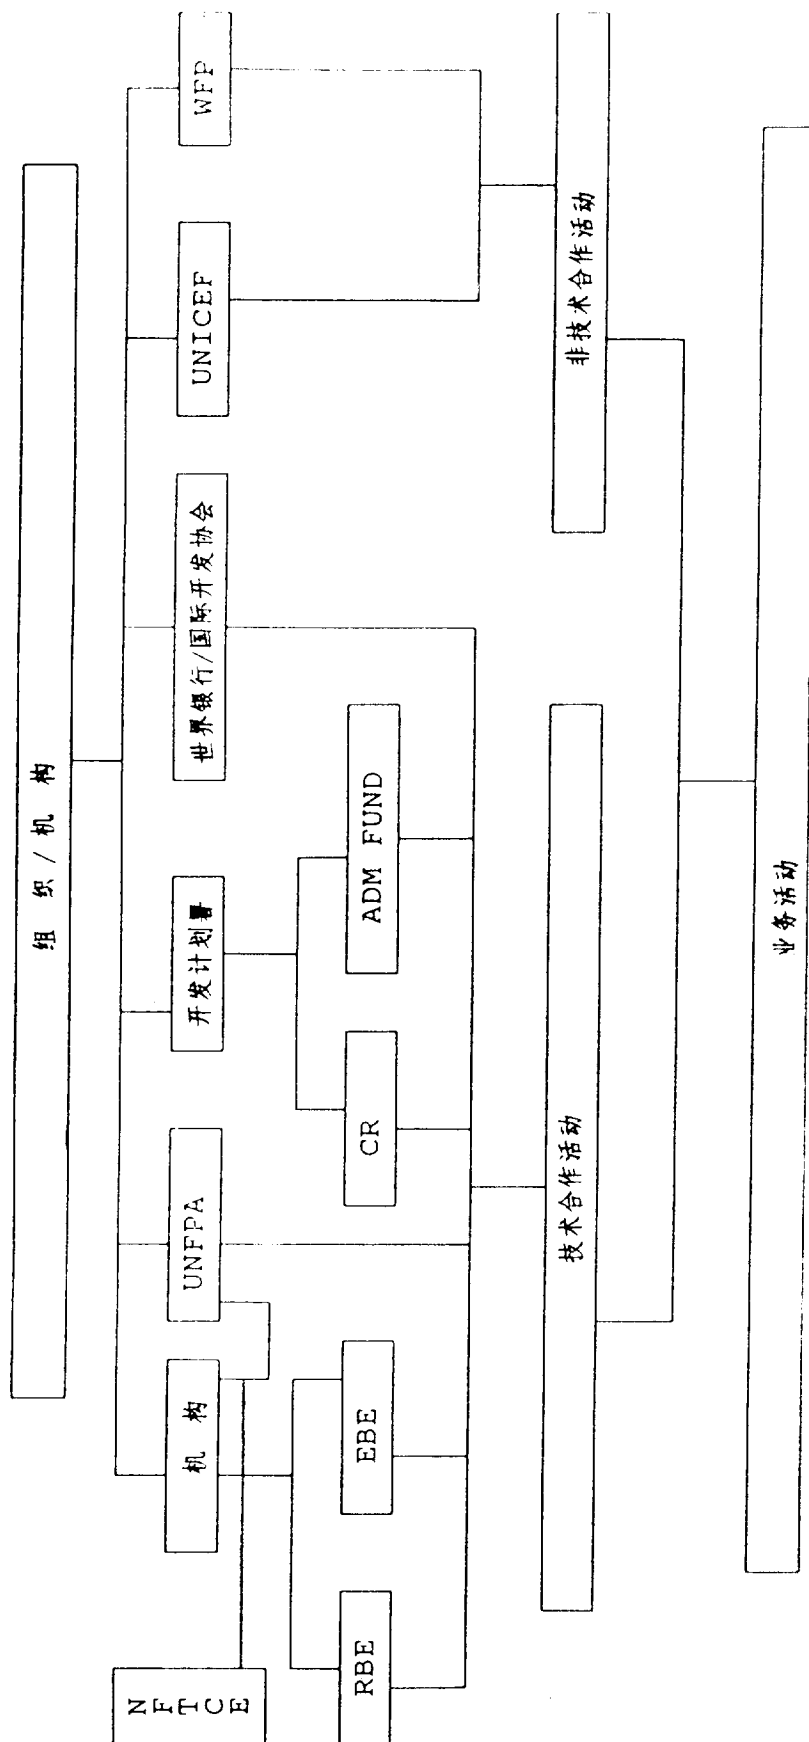 组织/机构
机构
UNFPA
开发计划署
世界银行/国际开发协会
UNICEF
WFP
NFTCE
RBE
EBE
CR
ADM FUND
技术合作活动
非技术合作活动
业务活动